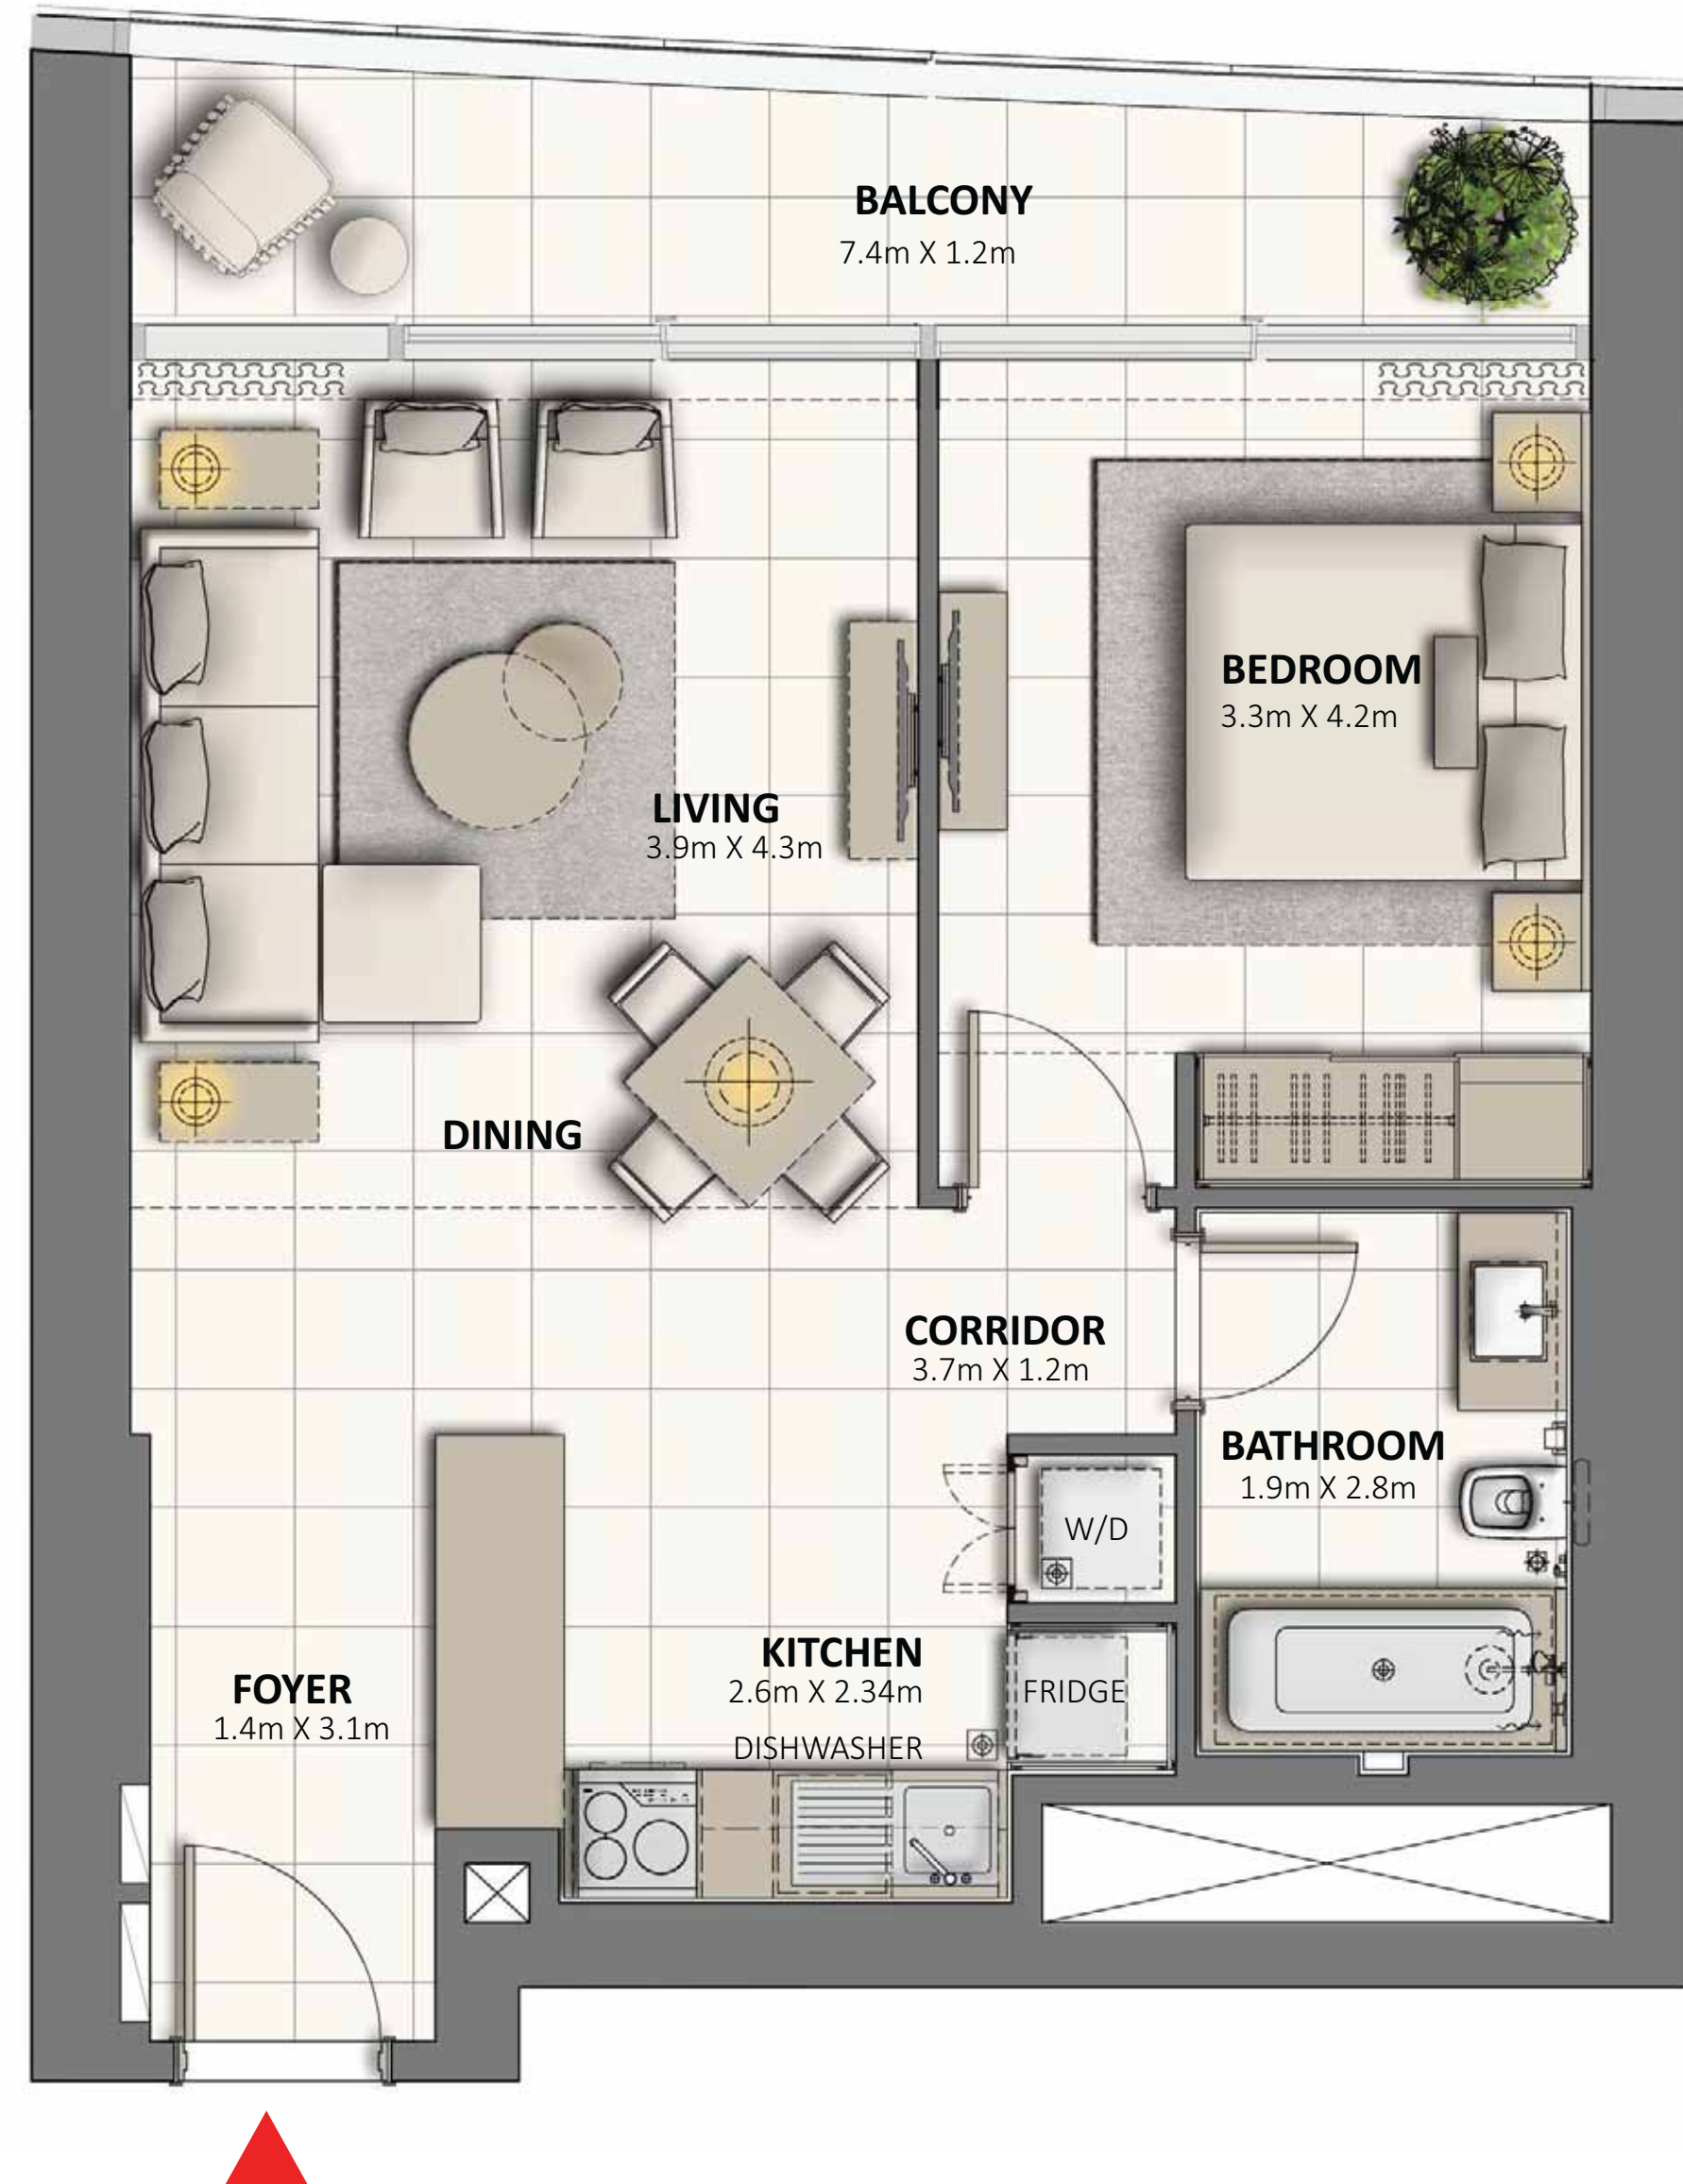 BALCONY
7.4m X 1.2m
BEDROOM
3.3m X 4.2m
LIVING
3.9m X 4.3m
DINING
CORRIDOR
3.7m X 1.2m
BATHROOM
1.9m X 2.8m
W/D
KITCHEN
2.6m X 2.34m
FRIDGE
DISHWASHER
FOYER
1.4m X 3.1m